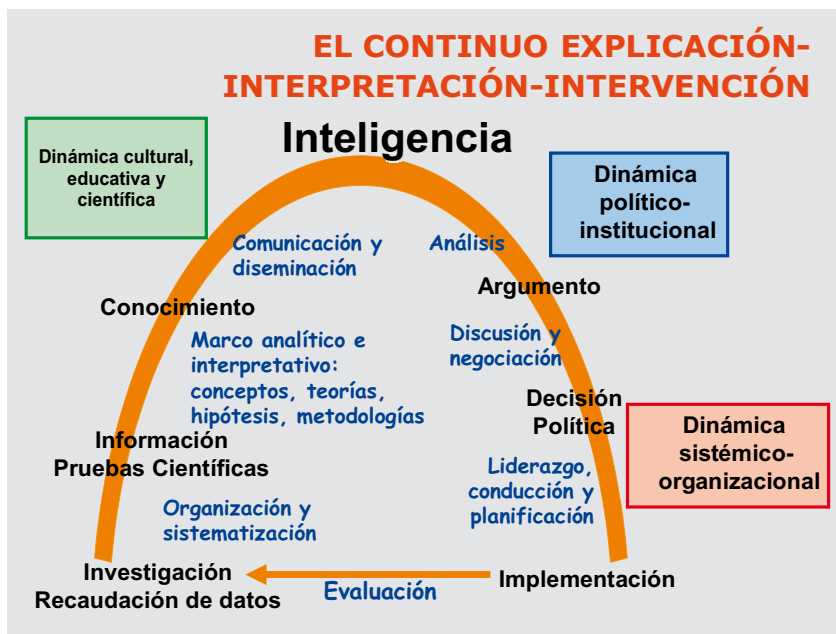 EL CONTINUO EXPLICACIÓN-
INTERPRETACIÓN-INTERVENCIÓN
Inteligencia
Dinámica cultural,
educativa y
científica
Dinámica
político-
institucional
Comunicación y
diseminación
Análisis
Conocimiento
Argumento
Marco analítico e
interpretativo:
conceptos, teorías,
hipótesis, metodologías
Discusión y
negociación
Decisión
Política
Dinámica
sistémico-
organizacional
Información
Pruebas Científicas
Liderazgo,
conducción y
planificación
Organización y
sistematización
Investigación
Recaudación de datos
Evaluación
Implementación